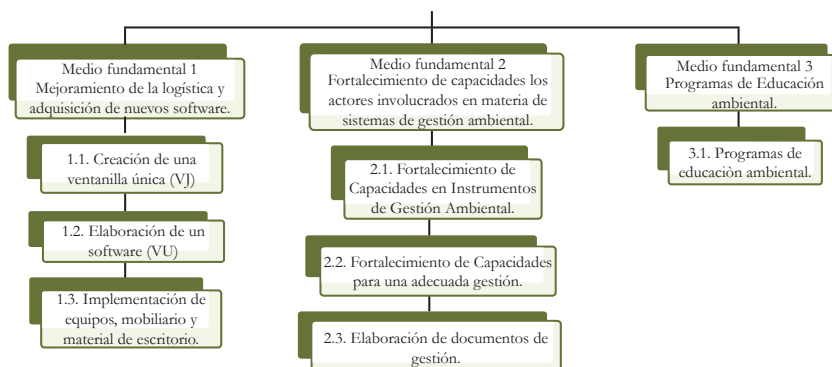 Medio fundamental 1
Mejoramiento de la logística y
adquisición de nuevos software.
1.1. Creación de una
ventanilla única (VJ)
1.2. Elaboración de un
software (VU)
1.3. Implementación de
equipos, mobiliario y
material de escritorio.
Medio fundamental 2
Fortalecimiento de capacidades los
actores involucrados en materia de
sistemas de gestión ambiental.
2.1. Fortalecimiento de
Capacidades en Instrumentos
de Gestión Ambiental.
2.2. Fortalecimiento de Capacidades
para una adecuada gestión.
2.3. Elaboración de documentos de
gestión.
Medio fundamental 3
Programas de Educación
ambiental.
3.1. Programas de
educaciòn ambiental.